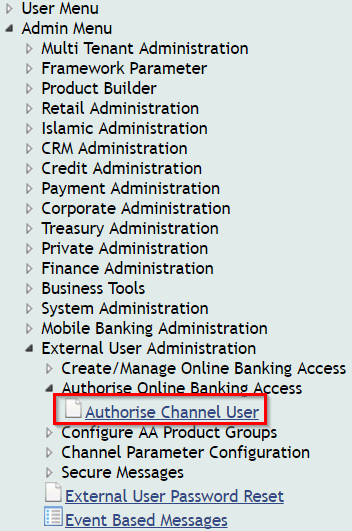 User Menu
Admin Menu
Multi Tenant Administration
Framework Parameter
Product Builder
Retail Administration
Islamic Administration
CRM Administration
Credit Administration
Payment Administration
Corporate Administration
Treasury Administration
Private Administration
Finance Administration
Business Tools
System Administration
Mobile Banking Administration
External User Administration
Create/Manage Online Banking Access
Authorise Online Banking Access
Authorise Channel User
Configure AA Product Groups
Channel Parameter Configuration
Secure Messages
External User Password Reset
Event Based Messages